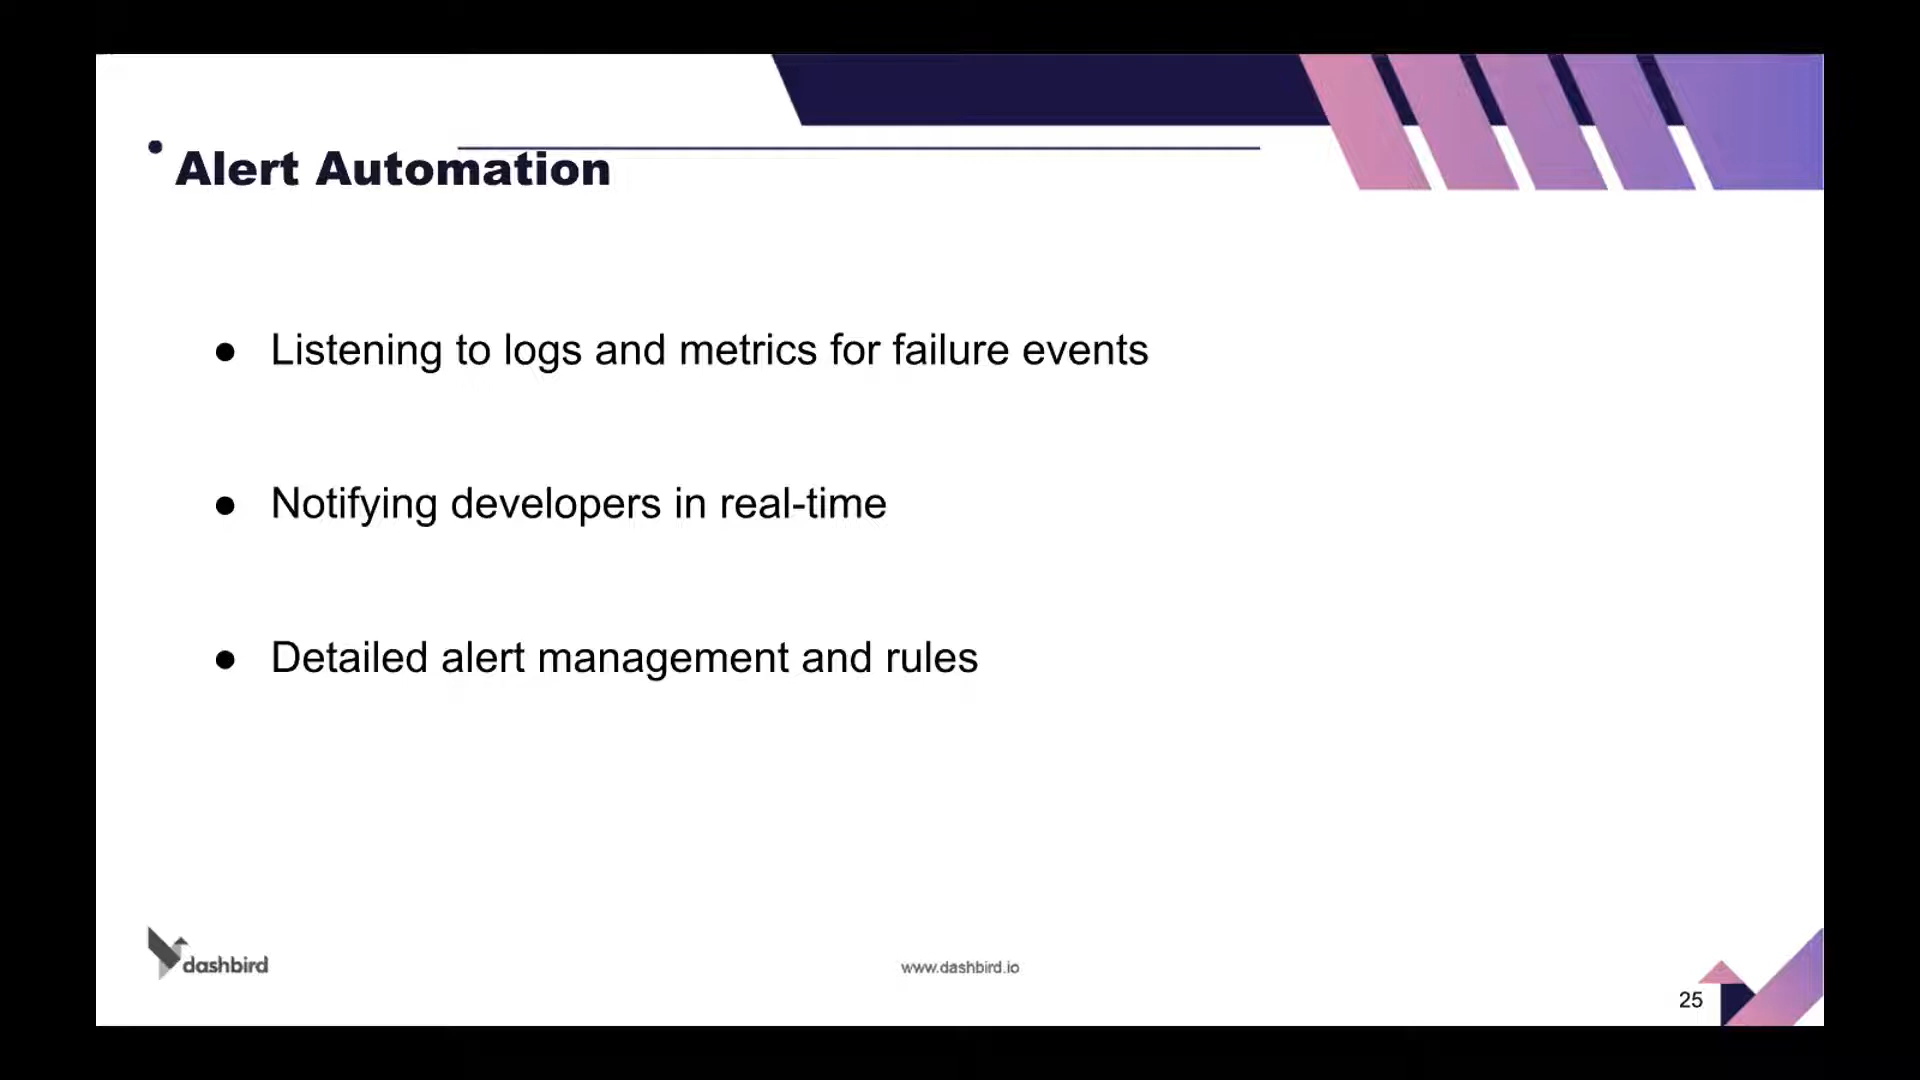 Alert Automation
● Listening to logs and metrics for failure events
● Notifying developers in real-time
● Detailed alert management and rules
dashbird
www.dashbird.io
25